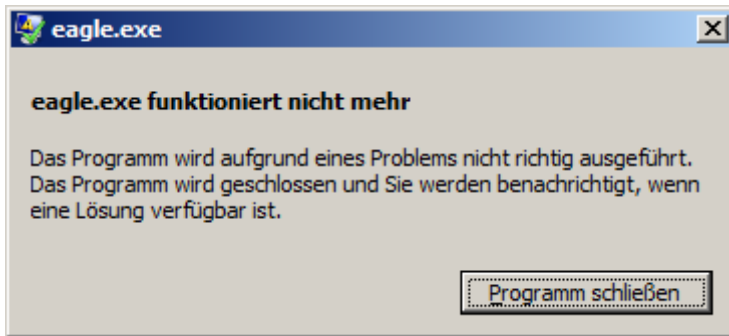 eagle.exe
eagle.exe funktioniert nicht mehr
Das Programm wird aufgrund eines Problems nicht richtig ausgeführt.
Das Programm wird geschlossen und Sie werden benachrichtigt, wenn
eine Lösung verfügbar ist.
Programm schließen